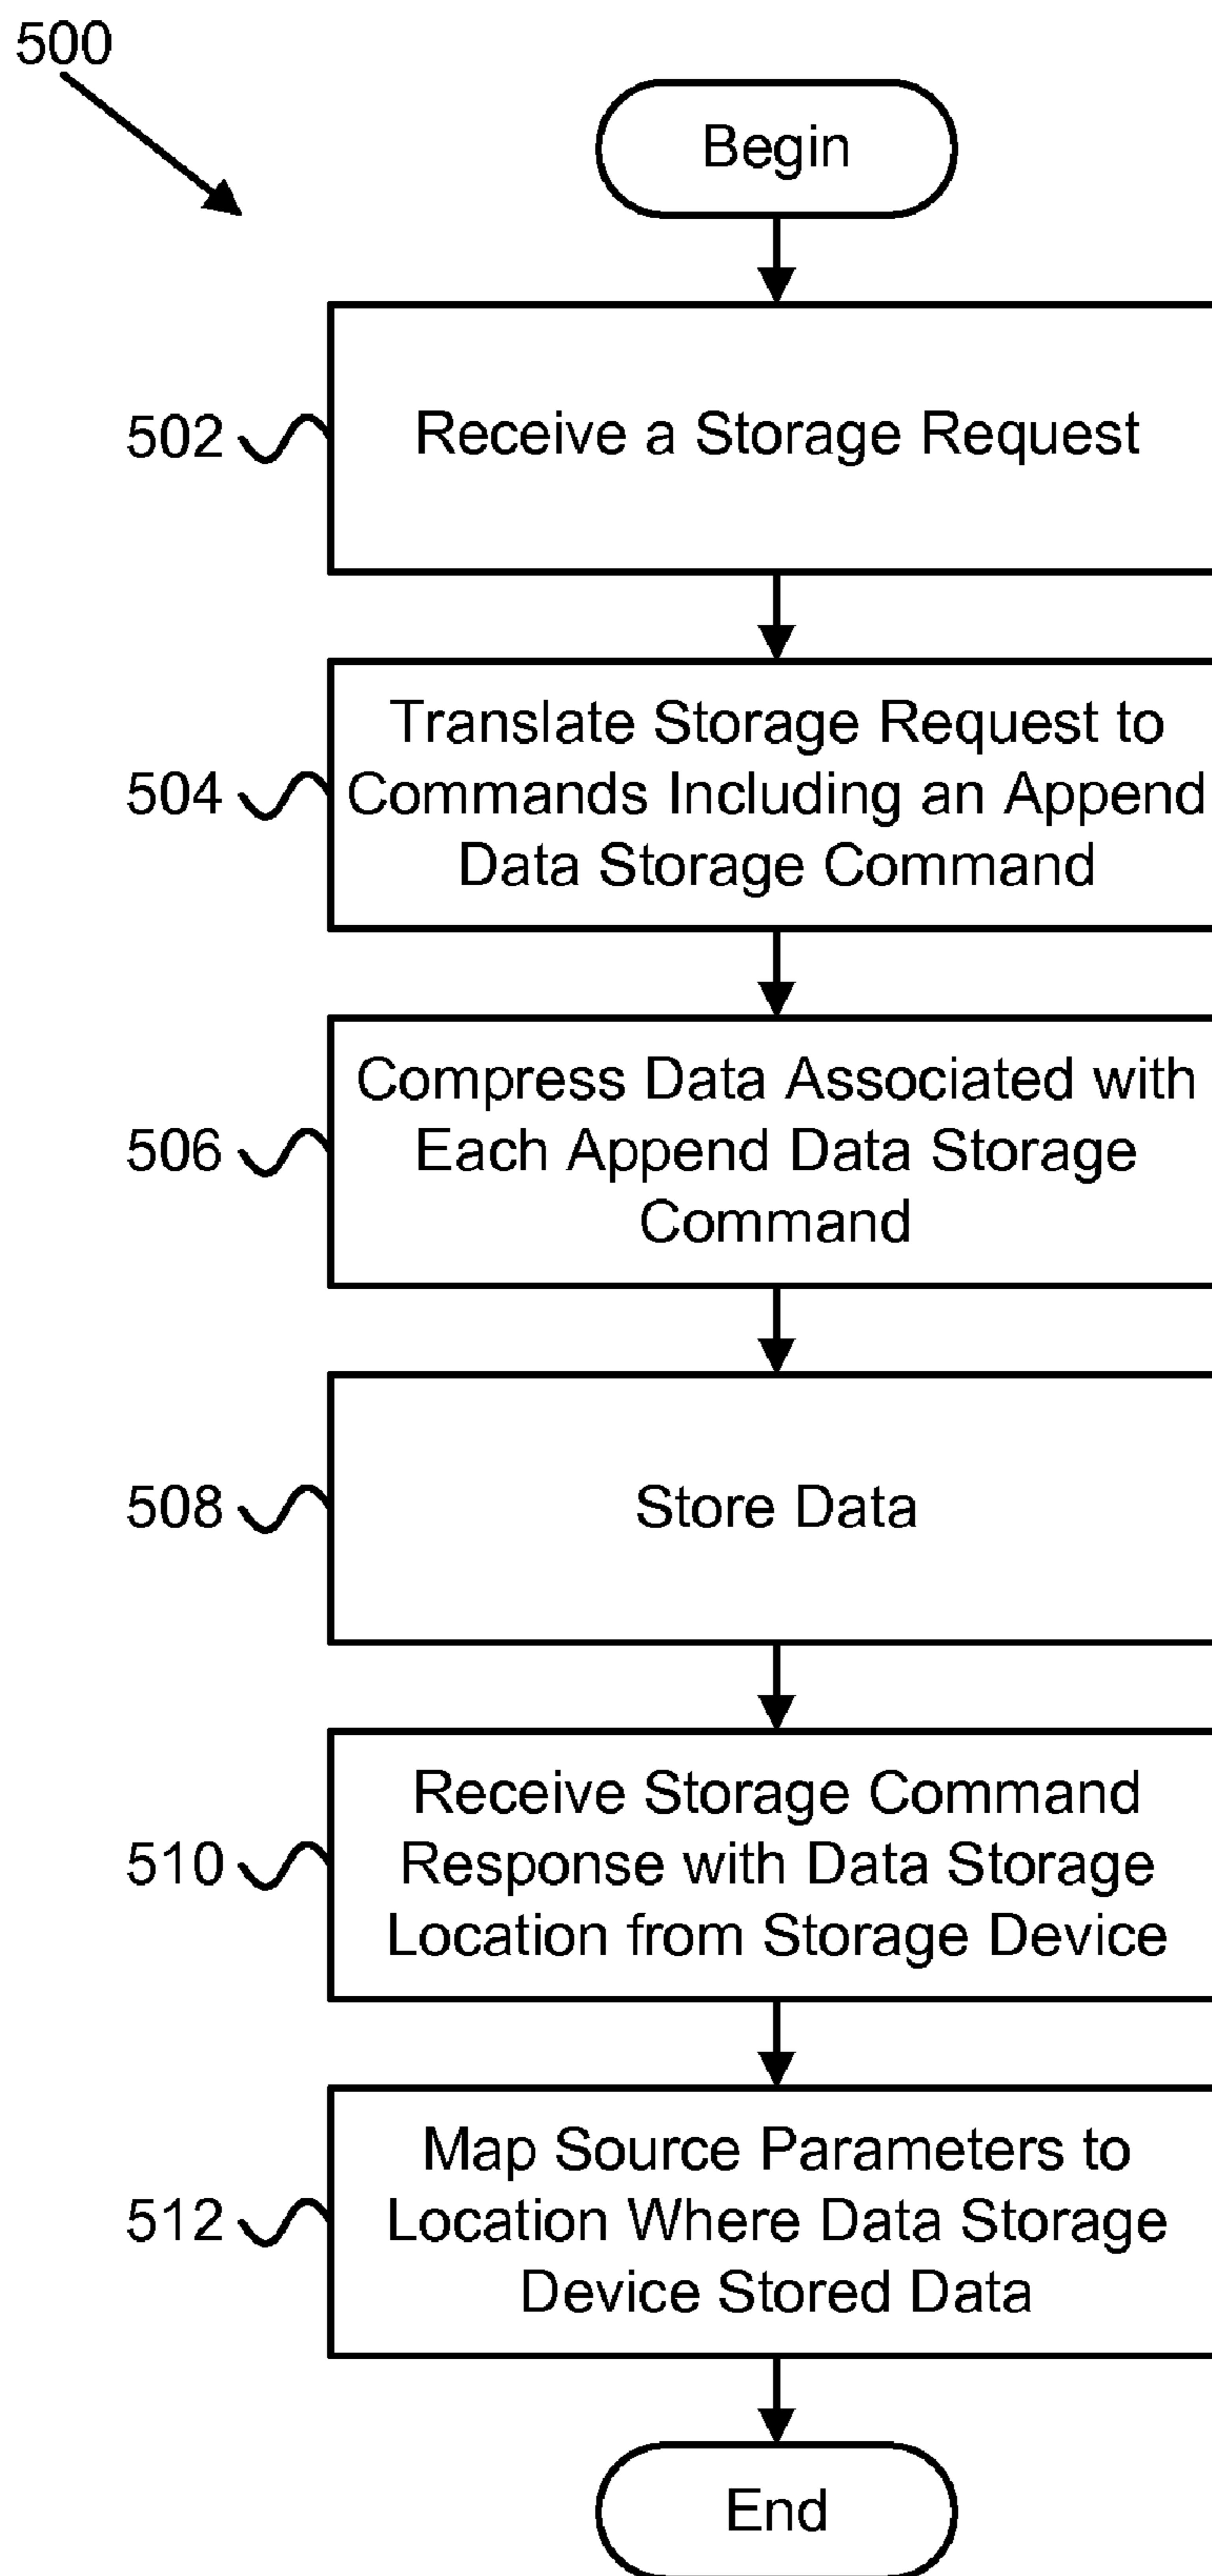 500
Begin
502
Receive a Storage Request
504
Translate Storage Request to
Commands Including an Append
Data Storage Command
506
Compress Data Associated with
Each Append Data Storage
Command
508
Store Data
510
Receive Storage Command
Response with Data Storage
Location from Storage Device
512
Map Source Parameters to
Location Where Data Storage
Device Stored Data
End